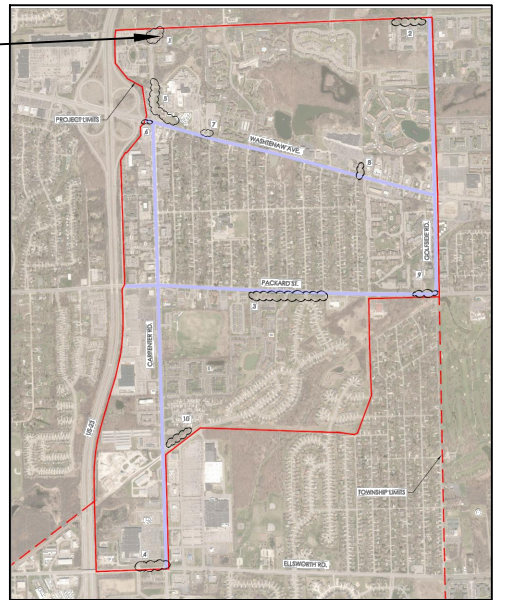 1
2
PROJECT LIMITS
5
6
7
WASHTENAW AVE.
8
GOLFSIDE RD.
PACKARD ST.
9
3
CARPENTER RD.
US-23
10
TOWNSHIP LIMITS
4
ELLSWORTH RD.